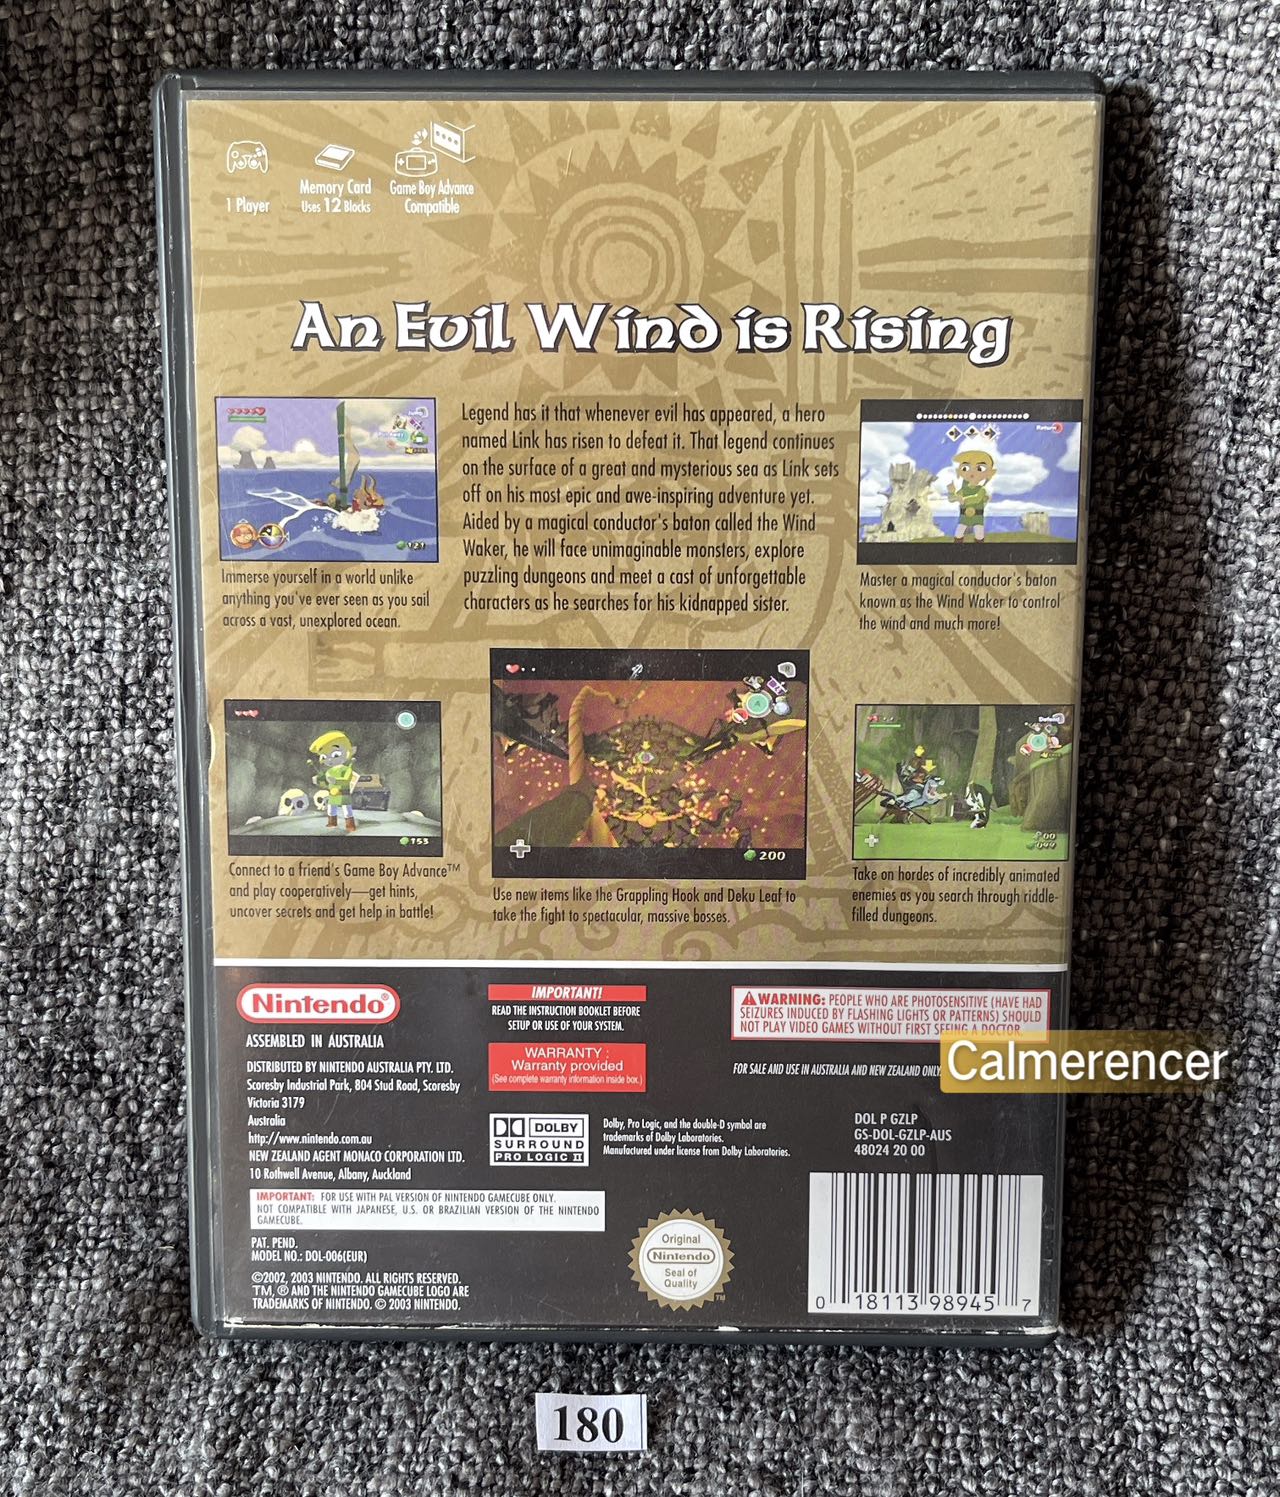 1 Player
Memory Card
Uses 12 Blocks
Game Boy Advance
Compatible
An Evil Wind is Rising
Immerse yourself in a world unlike
anything you've ever seen as you sail
across a vast, unexplored ocean.
Legend has it that whenever evil has appeared, a hero
named Link has risen to defeat it. That legend continues
on the surface of a great and mysterious sea as Link sets
off on his most epic and awe-inspiring adventure yet.
Aided by a magical conductor's baton called the Wind
Waker, he will face unimaginable monsters, explore
puzzling dungeons and meet a cast of unforgettable
characters as he searches for his kidnapped sister.
Return
Master a magical conductor's baton
known as the Wind Waker to control
the wind and much more!
153
Connect to a friend's Game Boy Advance™
and play cooperatively—get hints,
uncover secrets and get help in battle!
A
200
Use new items like the Grappling Hook and Deku Leaf to
take the fight to spectacular, massive bosses.
Defend
Take on hordes of incredibly animated
enemies as you search through riddle-
filled dungeons.
Nintendo®
ASSEMBLED IN AUSTRALIA
DISTRIBUTED BY NINTENDO AUSTRALIA PTY. LTD.
Scoresby Industrial Park, 804 Stud Road, Scoresby
Victoria 3179
Australia
http://www.nintendo.com.au
NEW ZEALAND AGENT MONACO CORPORATION LTD.
10 Rothwell Avenue, Albany, Auckland
IMPORTANT: FOR USE WITH PAL VERSION OF NINTENDO GAMECUBE ONLY.
NOT COMPATIBLE WITH JAPANESE, U.S. OR BRAZILIAN VERSION OF THE NINTENDO
GAMECUBE.
PAT. PEND.
MODEL NO.: DOL-006(EUR)
©2002, 2003 NINTENDO. ALL RIGHTS RESERVED.
TM, ® AND THE NINTENDO GAMECUBE LOGO ARE
TRADEMARKS OF NINTENDO. © 2003 NINTENDO.
IMPORTANT!
READ THE INSTRUCTION BOOKLET BEFORE
SETUP OR USE OF YOUR SYSTEM.
WARRANTY :
Warranty provided
(See complete warranty information inside box.)
DOLBY
SURROUND
PRO LOGIC II
Dolby, Pro Logic, and the double-D symbol are
trademarks of Dolby Laboratories.
Manufactured under license from Dolby Laboratories.
Original
Nintendo
Seal of
Quality
TM
WARNING: PEOPLE WHO ARE PHOTOSENSITIVE (HAVE HAD
SEIZURES INDUCED BY FLASHING LIGHTS OR PATTERNS) SHOULD
NOT PLAY VIDEO GAMES WITHOUT FIRST SEEING A DOCTOR.
FOR SALE AND USE IN AUSTRALIA AND NEW ZEALAND ONLY.
Calmerencer
DOL P GZLP
GS-DOL-GZLP-AUS
48024 20 00
0 18113 98945 7
180